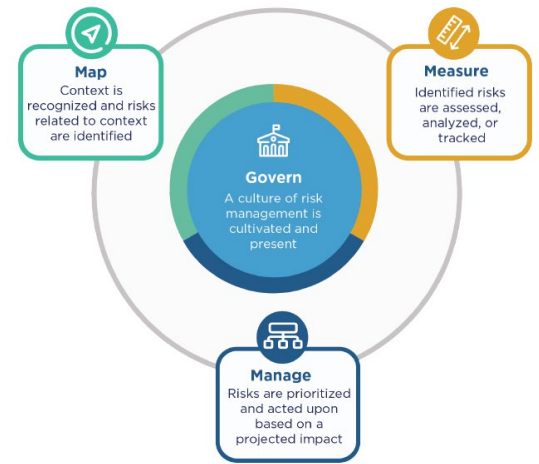 Map
Context is
recognized and risks
related to context
are identified
Measure
Identified risks
are assessed,
analyzed, or
tracked
Govern
A culture of risk
management is
cultivated and
present
Manage
Risks are prioritized
and acted upon
based on a
projected impact